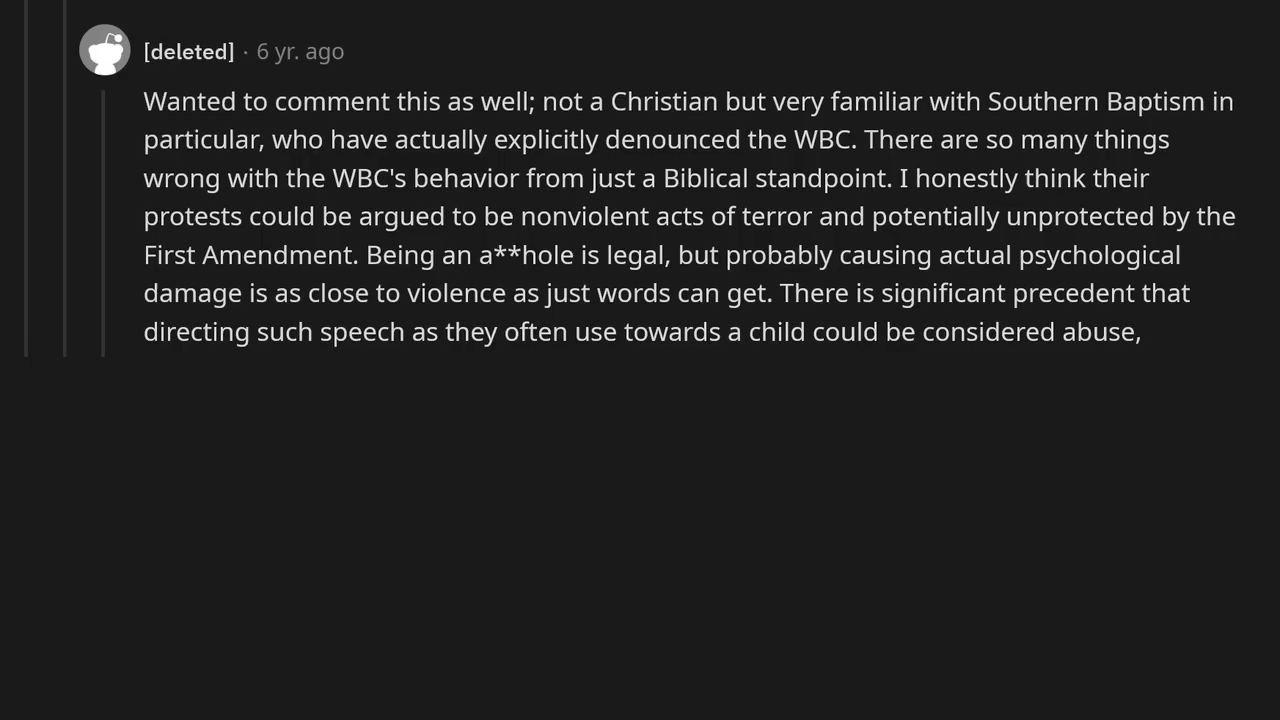 [deleted] · 6 yr. ago
Wanted to comment this as well; not a Christian but very familiar with Southern Baptism in
particular, who have actually explicitly denounced the WBC. There are so many things
wrong with the WBC's behavior from just a Biblical standpoint. I honestly think their
protests could be argued to be nonviolent acts of terror and potentially unprotected by the
First Amendment. Being an a**hole is legal, but probably causing actual psychological
damage is as close to violence as just words can get. There is significant precedent that
directing such speech as they often use towards a child could be considered abuse,